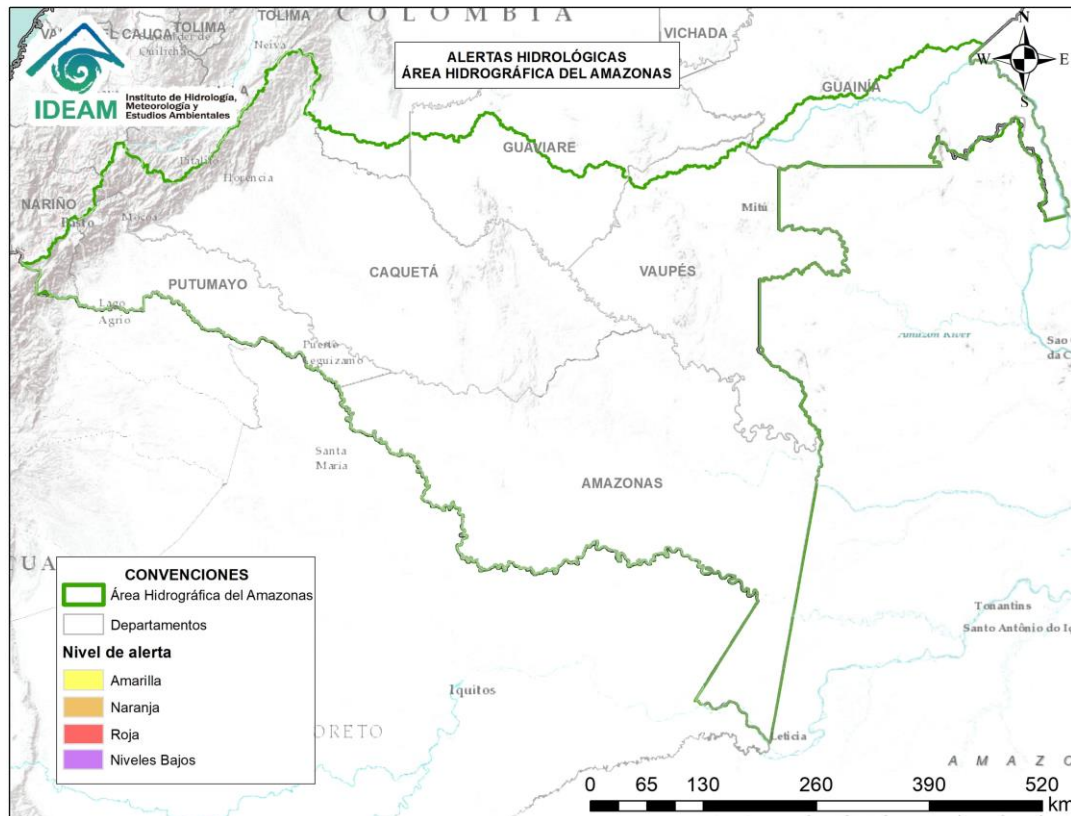 COLOMBIA
TOLIMA
TOLIMA
CAUCA
Neiva
VICHADA
IDEAM
Instituto de Hidrología,
Meteorología y
Estudios Ambientales
ALERTAS HIDROLÓGICAS
ÁREA HIDROGRÁFICA DEL AMAZONAS
N
W
E
S
GUAINÍA
GUAVIARE
Florencia
NARIÑO
Pasto
Mocoa
Mitú
CAQUETÁ
VAUPÉS
PUTUMAYO
Lago
Agrio
Puerto
Leguizamo
Amazon River
Santa
Maria
AMAZONAS
CONVENCIONES
Área Hidrográfica del Amazonas
Departamentos
Nivel de alerta
Amarilla
Naranja
Roja
Niveles Bajos
Iquitos
ORETO
Tonantins
Santo Antônio do
Leticia
0 65 130 260 390 520
km